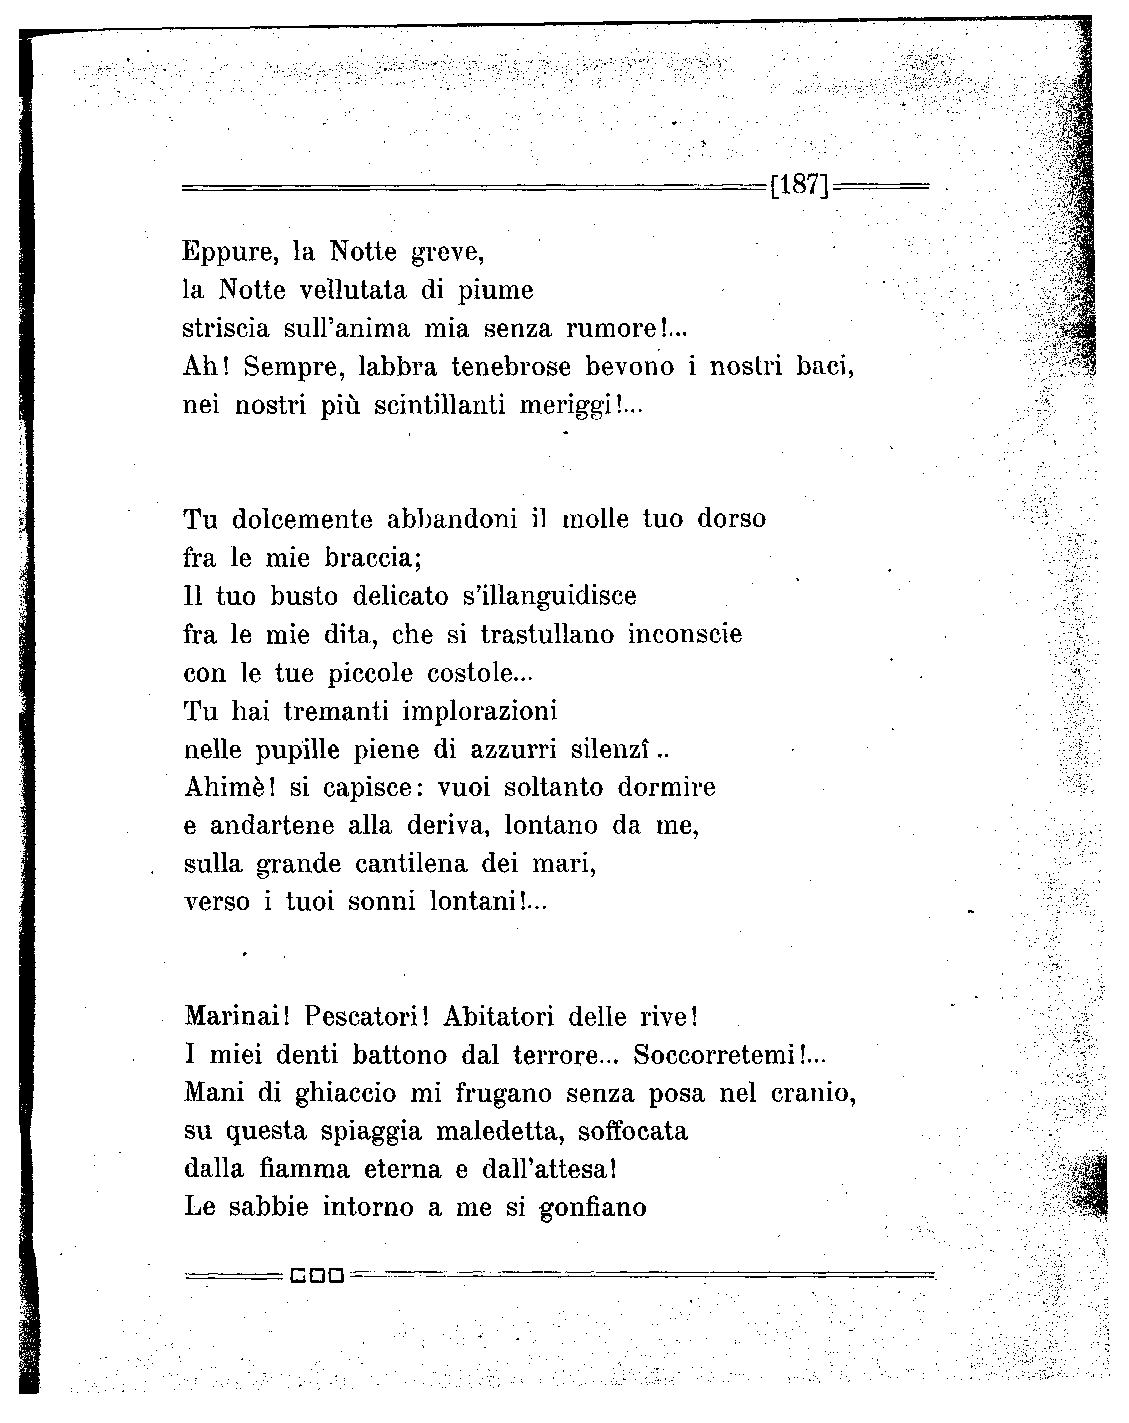 [187]
Eppure, la Notte greve,
la Notte vellutata di piume
striscia sull'anima mia senza rumore!...
Ah! Sempre, labbra tenebrose bevono i nostri baci,
nei nostri più scintillanti meriggi!...
Tu dolcemente abbandoni il molle tuo dorso
fra le mie braccia;
Il tuo busto delicato s'illanguidisce
fra le mie dita, che si trastullano inconscie
con le tue piccole costole...
Tu hai tremanti implorazioni
nelle pupille piene di azzurri silenzî ..
Ahimè! si capisce: vuoi soltanto dormire
e andartene alla deriva, lontano da me,
sulla grande cantilena dei mari,
verso i tuoi sonni lontani!...
Marinai! Pescatori! Abitatori delle rive!
I miei denti battono dal terrore... Soccorretemi!...
Mani di ghiaccio mi frugano senza posa nel cranio,
su questa spiaggia maledetta, soffocata
dalla fiamma eterna e dall'attesa!
Le sabbie intorno a me si gonfiano